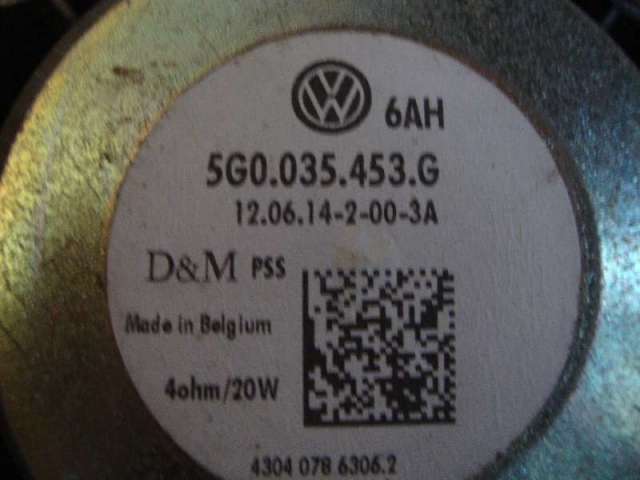 VW 6AH
5G0.035.453.G
12.06.14-2-00-3A
D&M PSS
Made in Belgium
4ohm/20W
4304 078 6306.2